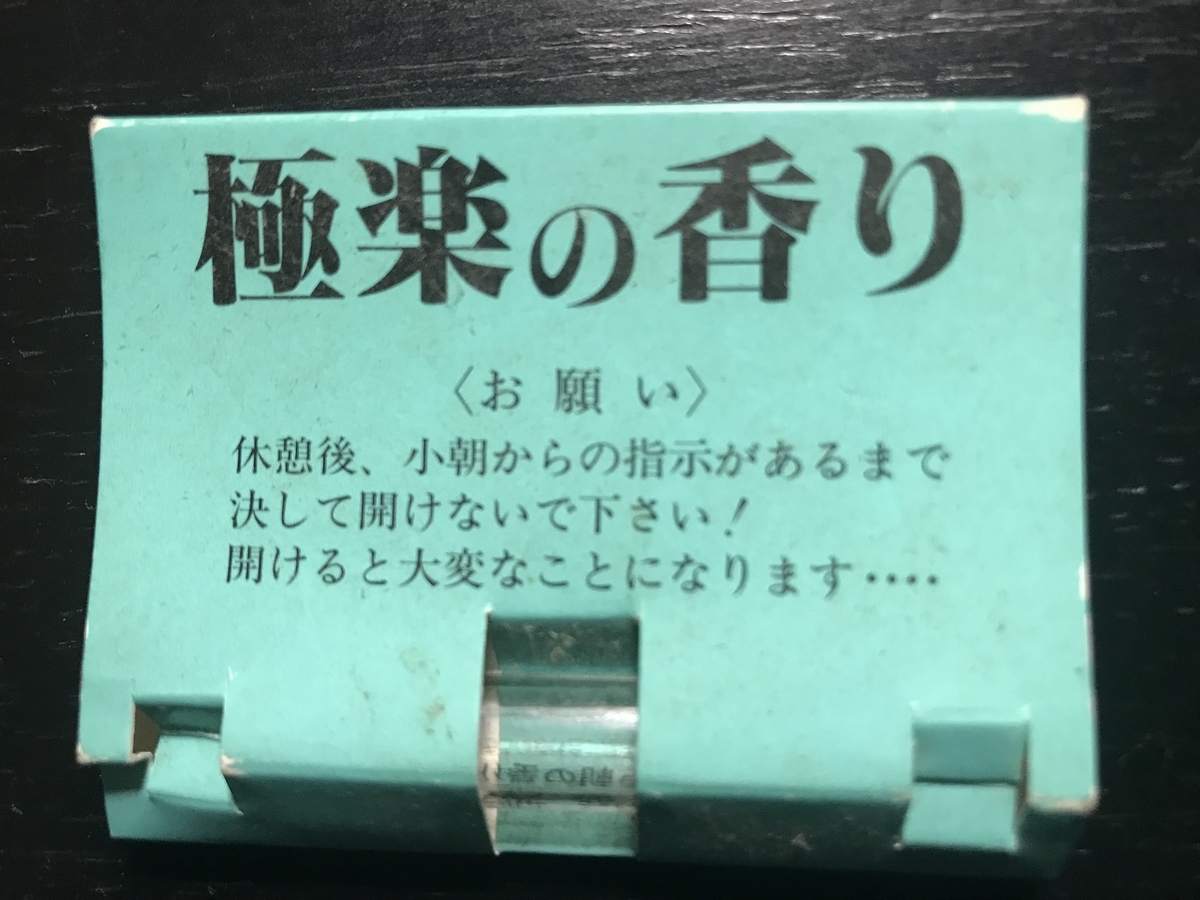 極楽の香り
〈お願い〉
休憩後、小朝からの指示があるまで
決して開けないで下さい！
開けると大変なことになります・・・・